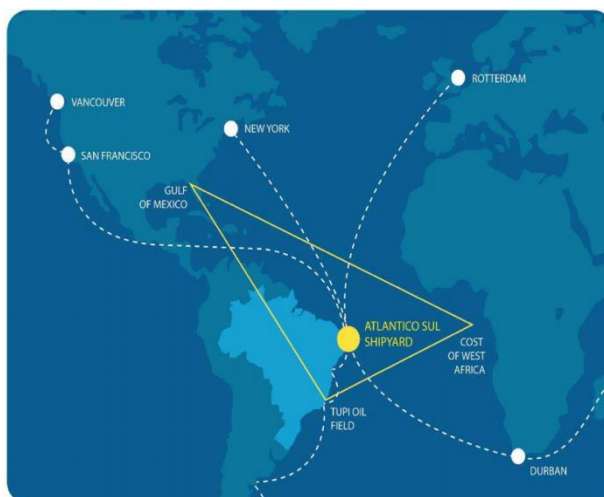 VANCOUVER
SAN FRANCISCO
NEW YORK
ROTTERDAM
GULF
OF MEXICO
ATLANTICO SUL
SHIPYARD
COST
OF WEST
AFRICA
TUPI OIL
FIELD
DURBAN